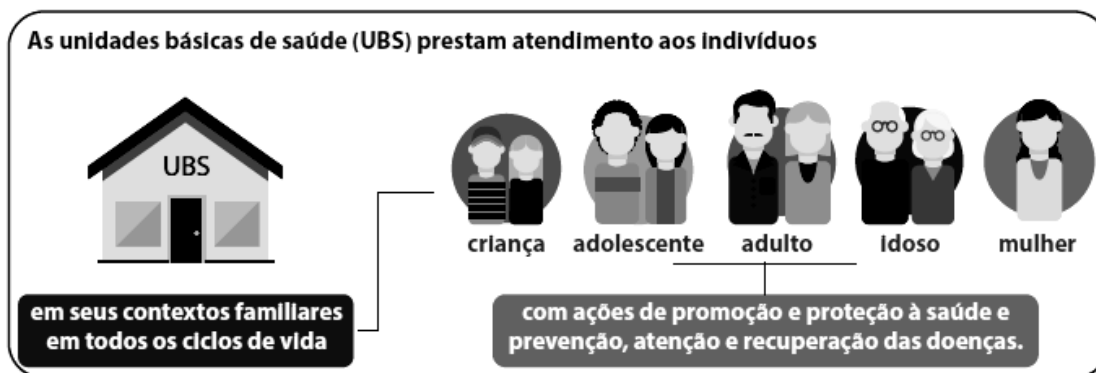 As unidades básicas de saúde (UBS) prestam atendimento aos indivíduos
UBS
criança
adolescente
adulto
idoso
mulher
em seus contextos familiares
em todos os ciclos de vida
com ações de promoção e proteção à saúde e
prevenção, atenção e recuperação das doenças.